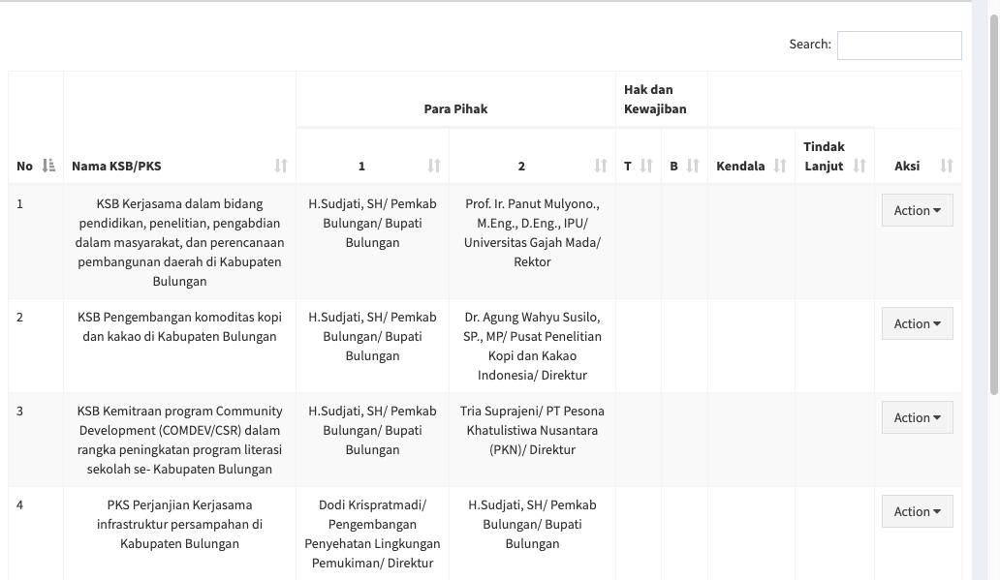 Search:
Hak dan
Para Pihak
Kewajiban
No
Nama KSB/PKS
1
2
T
B
Kendala
Tindak
Lanjut
Aksi
1
KSB Kerjasama dalam bidang
pendidikan, penelitian, pengabdian
dalam masyarakat, dan perencanaan
pembangunan daerah di Kabupaten
Bulungan
H.Sudjati, SH/ Pemkab
Bulungan/ Bupati
Bulungan
Prof. Ir. Panut Mulyono.,
M.Eng., D.Eng., IPU/
Universitas Gajah Mada/
Rektor
Action
2
KSB Pengembangan komoditas kopi
dan kakao di Kabupaten Bulungan
H.Sudjati, SH/ Pemkab
Bulungan/ Bupati
Bulungan
Dr. Agung Wahyu Susilo,
SP., MP/ Pusat Penelitian
Kopi dan Kakao
Indonesia/ Direktur
Action
3
KSB Kemitraan program Community
Development (COMDEV/CSR) dalam
rangka peningkatan program literasi
sekolah se- Kabupaten Bulungan
H.Sudjati, SH/ Pemkab
Bulungan/ Bupati
Bulungan
Tria Suprajeni/ PT Pesona
Khatulistiwa Nusantara
(PKN)/ Direktur
Action
4
PKS Perjanjian Kerjasama
infrastruktur persampahan di
Kabupaten Bulungan
Dodi Krispratmadi/
Pengembangan
Penyehatan Lingkungan
Pemukiman/ Direktur
H.Sudjati, SH/ Pemkab
Bulungan/ Bupati
Bulungan
Action